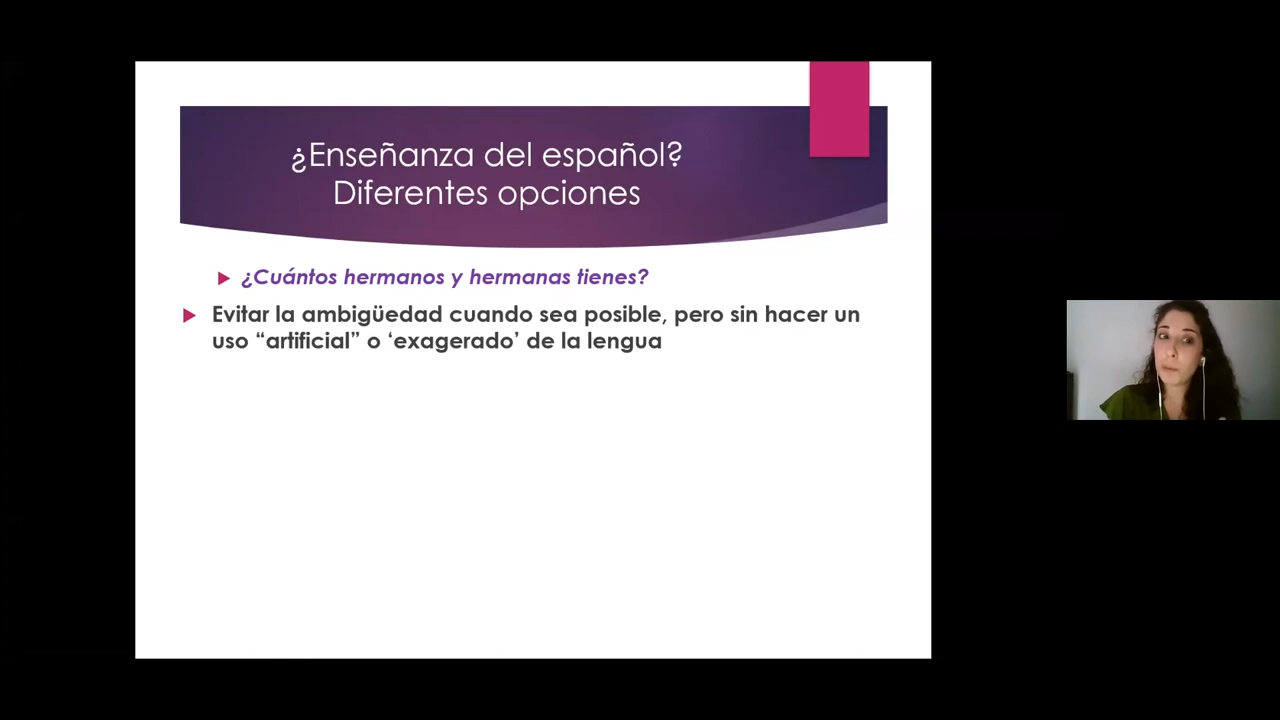 ¿Enseñanza del español?
Diferentes opciones
¿Cuántos hermanos y hermanas tienes?
Evitar la ambigüedad cuando sea posible, pero sin hacer un
uso “artificial” o ‘exagerado’ de la lengua